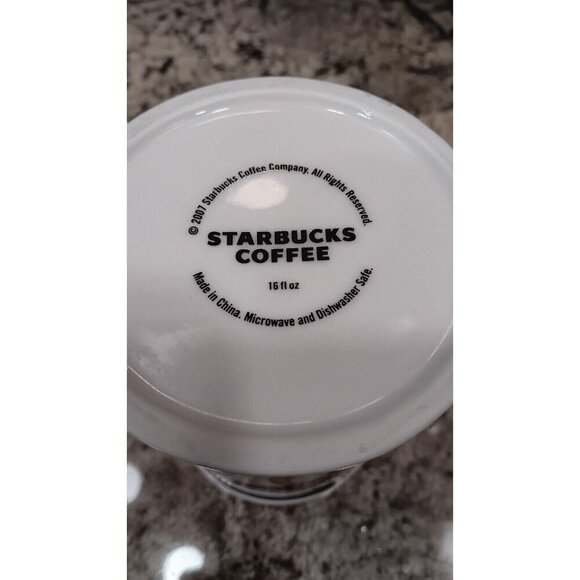 © 2007 Starbucks Coffee Company. All Rights Reserved.
STARBUCKS
COFFEE
16 fl oz
Made in China. Microwave and Dishwasher Safe.